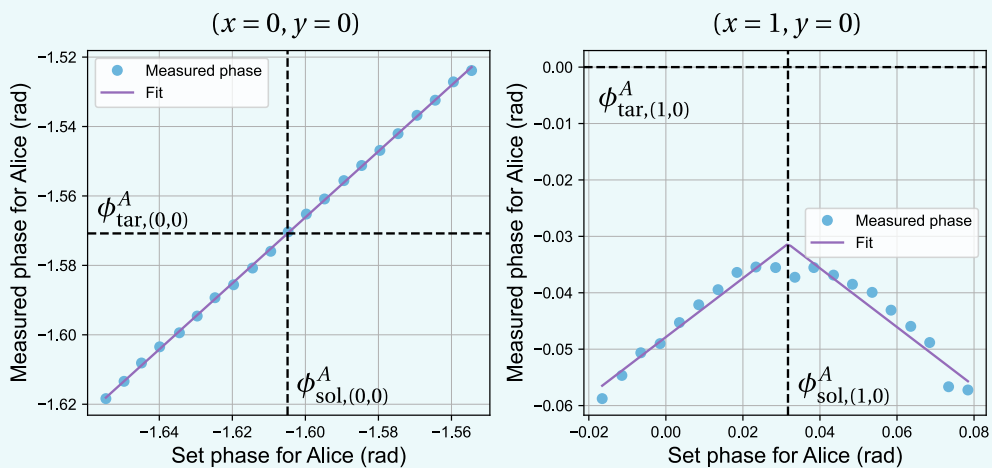 (x = 0, y = 0)
Measured phase for Alice (rad)
−1.52
−1.54
−1.56
−1.58
−1.60
−1.62
Measured phase
Fit
ϕ^A_tar,(0,0)
ϕ^A_sol,(0,0)
−1.64 −1.62 −1.60 −1.58 −1.56
Set phase for Alice (rad)
(x = 1, y = 0)
Measured phase for Alice (rad)
0.00
−0.01
−0.02
−0.03
−0.04
−0.05
−0.06
ϕ^A_tar,(1,0)
Measured phase
Fit
ϕ^A_sol,(1,0)
−0.02 0.00 0.02 0.04 0.06 0.08
Set phase for Alice (rad)